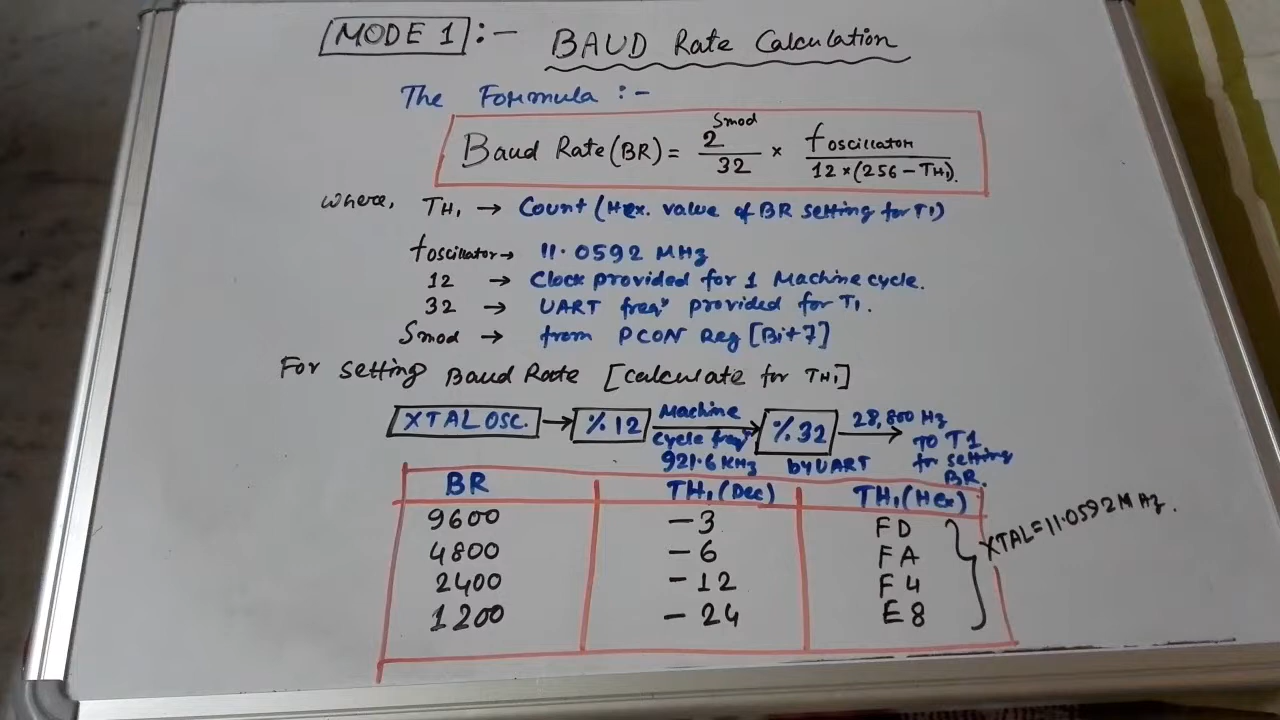 MODE 1 :- BAUD Rate Calculation
The Formula :-
Baud Rate (BR) = 2^Smod / 32 × foscillator / 12 × (256 - TH1).
where, TH1 → Count (Hex. value of BR setting for T1)
foscillator → 11.0592 MHz
12 → Clock provided for 1 Machine cycle.
32 → UART freqⁿ provided for T1.
Smod → from PCON Reg [Bit 7]
For setting Baud Rate [calculate for TH1]
XTAL OSC. → % 12 Machine cycle freqⁿ 921.6 KHz → % 32 by UART 28,800 Hz → TO T1 for setting BR.
BR TH1 (Dec) TH1 (Hex)
9600 -3 FD
4800 -6 FA
2400 -12 F4
1200 -24 E8
XTAL = 11.0592 MHz.